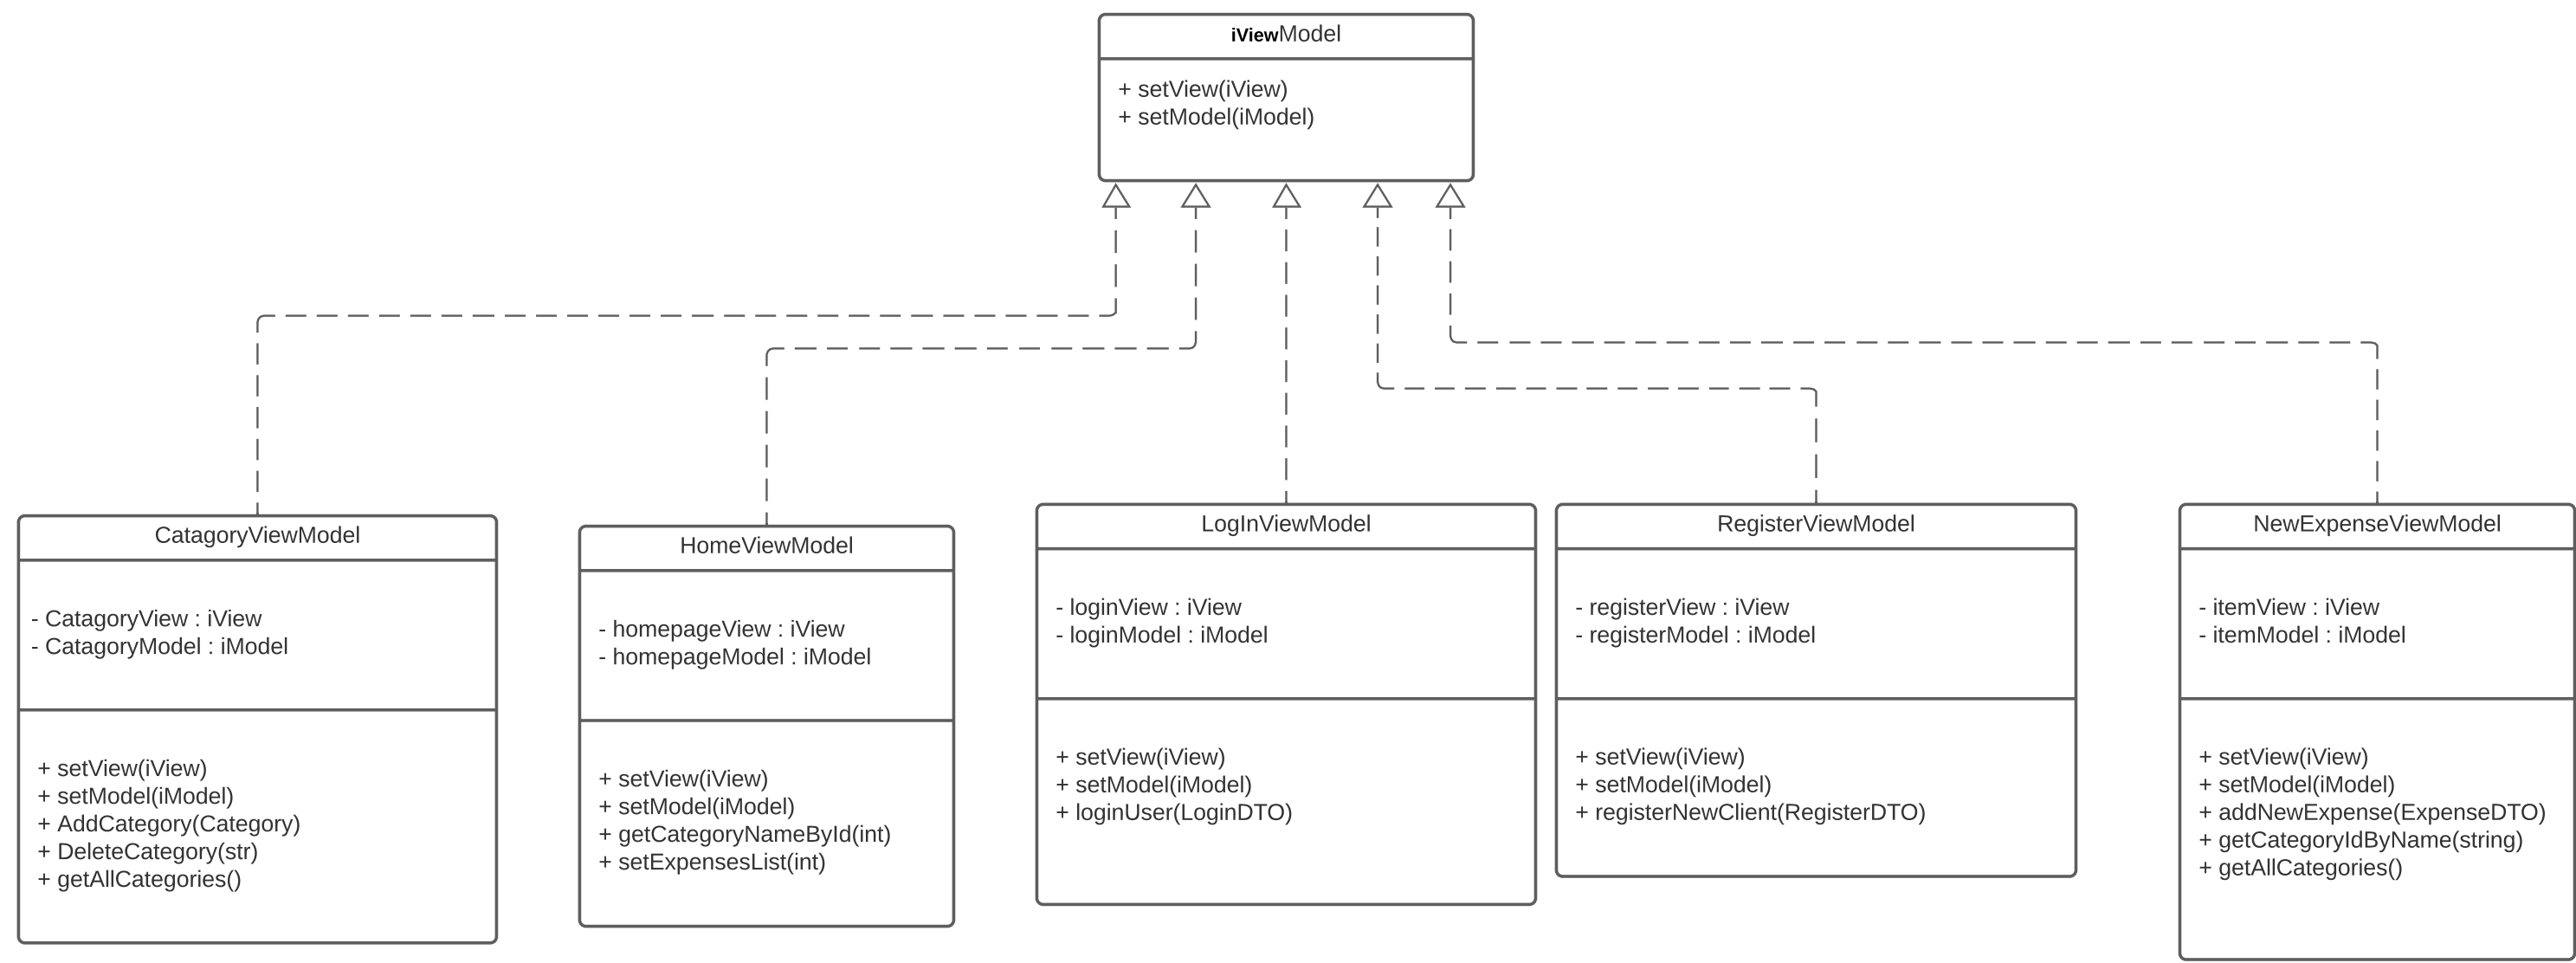 iViewModel
+ setView(iView)
+ setModel(iModel)
CatagoryViewModel
- CatagoryView : iView
- CatagoryModel : iModel
+ setView(iView)
+ setModel(iModel)
+ AddCategory(Category)
+ DeleteCategory(str)
+ getAllCategories()
HomeViewModel
- homepageView : iView
- homepageModel : iModel
+ setView(iView)
+ setModel(iModel)
+ getCategoryNameById(int)
+ setExpensesList(int)
LogInViewModel
- loginView : iView
- loginModel : iModel
+ setView(iView)
+ setModel(iModel)
+ loginUser(LoginDTO)
RegisterViewModel
- registerView : iView
- registerModel : iModel
+ setView(iView)
+ setModel(iModel)
+ registerNewClient(RegisterDTO)
NewExpenseViewModel
- itemView : iView
- itemModel : iModel
+ setView(iView)
+ setModel(iModel)
+ addNewExpense(ExpenseDTO)
+ getCategoryIdByName(string)
+ getAllCategories()